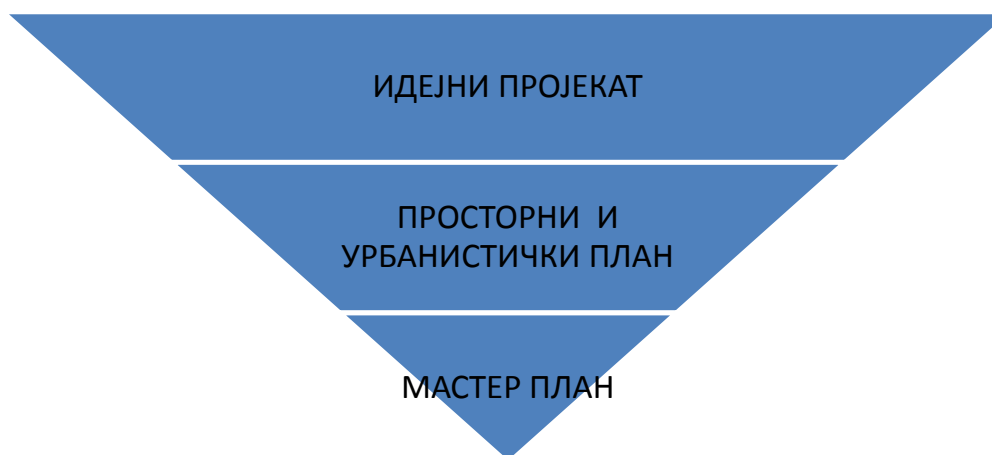 ИДЕЈНИ ПРОЈЕКАТ
ПРОСТОРНИ И
УРБАНИСТИЧКИ ПЛАН
МАСТЕР ПЛАН